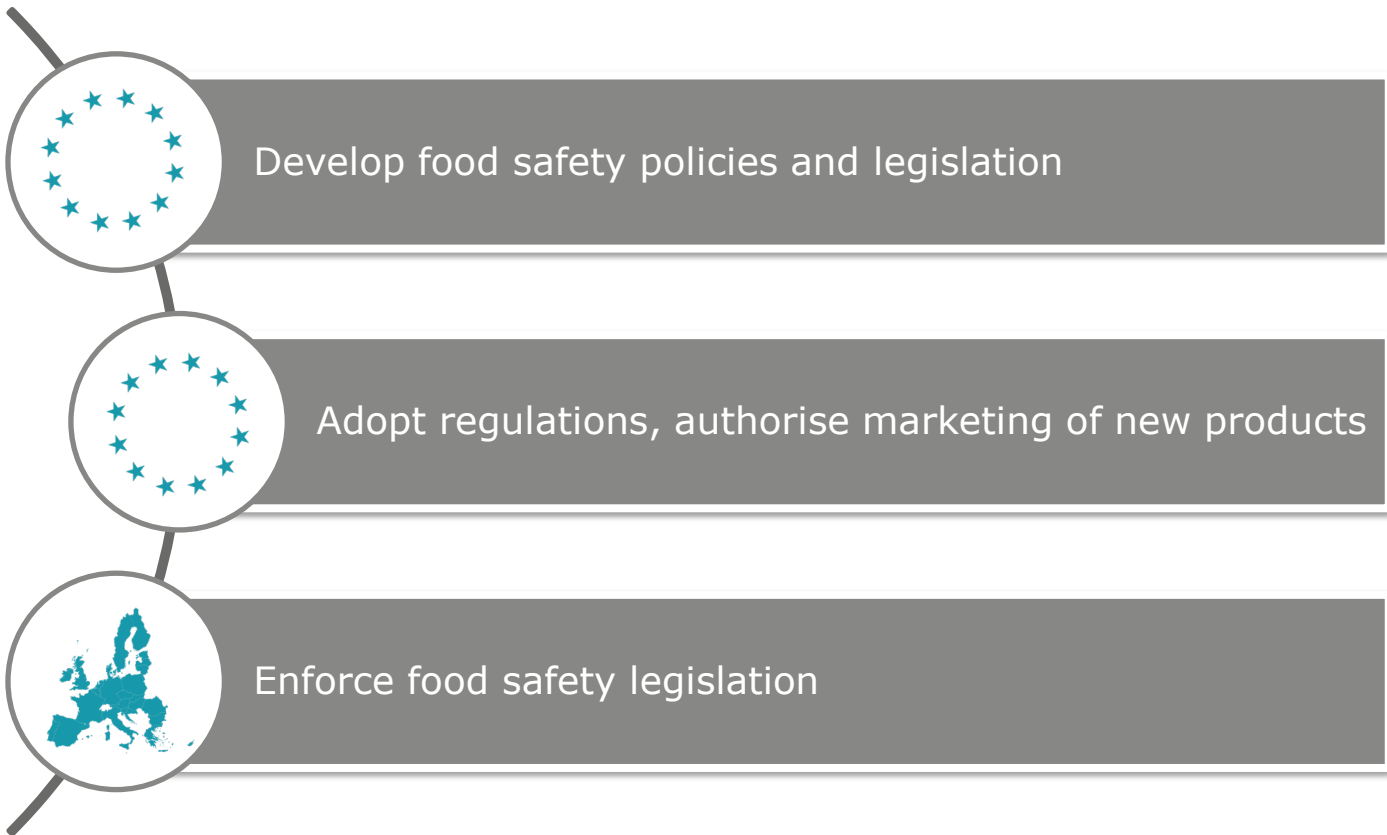 Develop food safety policies and legislation
Adopt regulations, authorise marketing of new products
Enforce food safety legislation